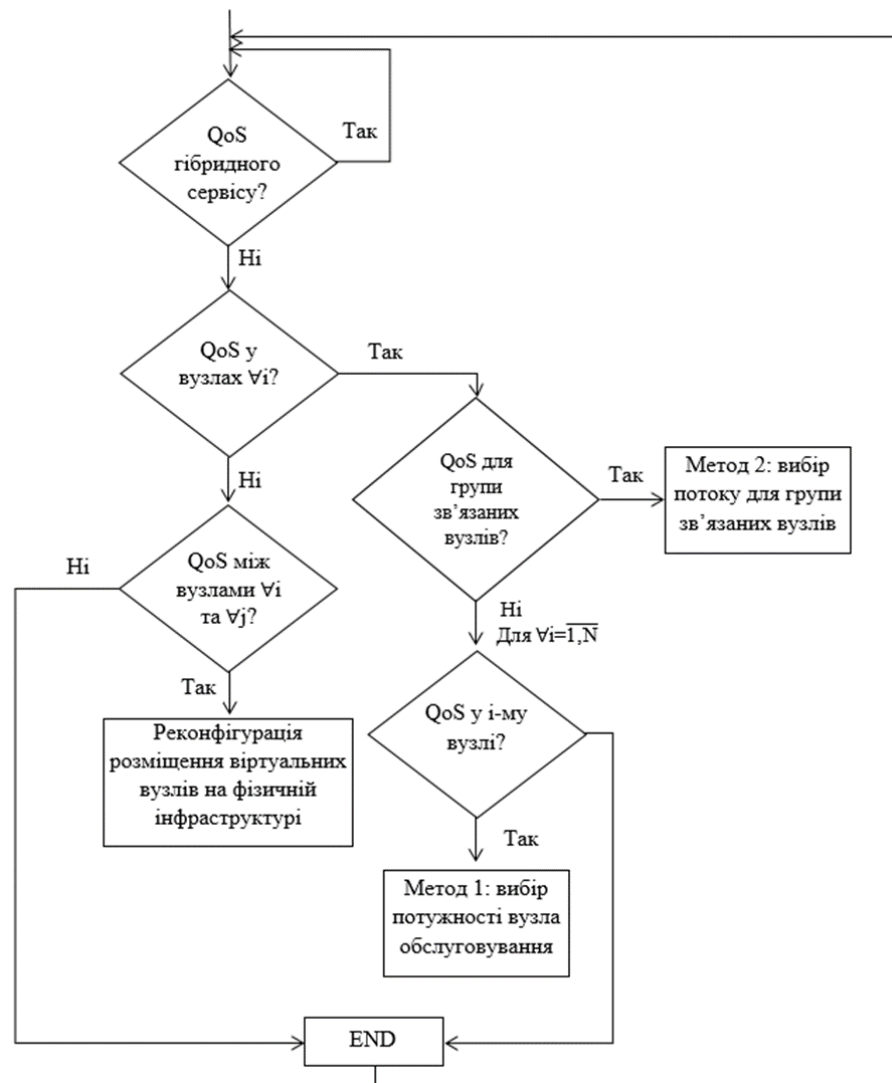 QoS
гібридного
сервісу?
Так
Ні
QoS у
вузлах ∀i?
Так
Ні
QoS для
групи
зв’язаних
вузлів?
Так
Метод 2: вибір
потоку для групи
зв’язаних вузлів
Ні
QoS між
вузлами ∀i
та ∀j?
Ні
Для ∀i=1,N
Так
QoS у i-му
вузлі?
Реконфігурація
розміщення віртуальних
вузлів на фізичній
інфраструктурі
Так
Метод 1: вибір
потужності вузла
обслуговування
END